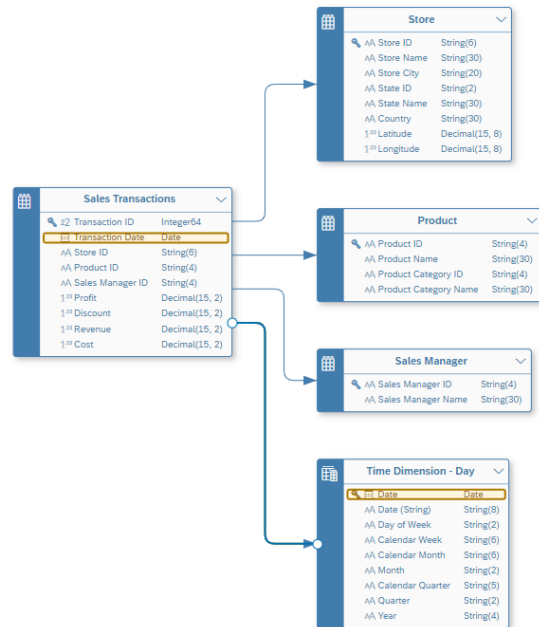 Store
Store ID String(6)
Store Name String(30)
Store City String(20)
State ID String(2)
State Name String(30)
Country String(30)
Latitude Decimal(15, 8)
Longitude Decimal(15, 8)
Sales Transactions
Transaction ID Integer64
Transaction Date Date
Store ID String(6)
Product ID String(4)
Sales Manager ID String(4)
Profit Decimal(15, 2)
Discount Decimal(15, 2)
Revenue Decimal(15, 2)
Cost Decimal(15, 2)
Product
Product ID String(4)
Product Name String(30)
Product Category ID String(4)
Product Category Name String(30)
Sales Manager
Sales Manager ID String(4)
Sales Manager Name String(30)
Time Dimension - Day
Date Date
Date (String) String(8)
Day of Week String(2)
Calendar Week String(6)
Calendar Month String(6)
Month String(2)
Calendar Quarter String(5)
Quarter String(2)
Year String(4)